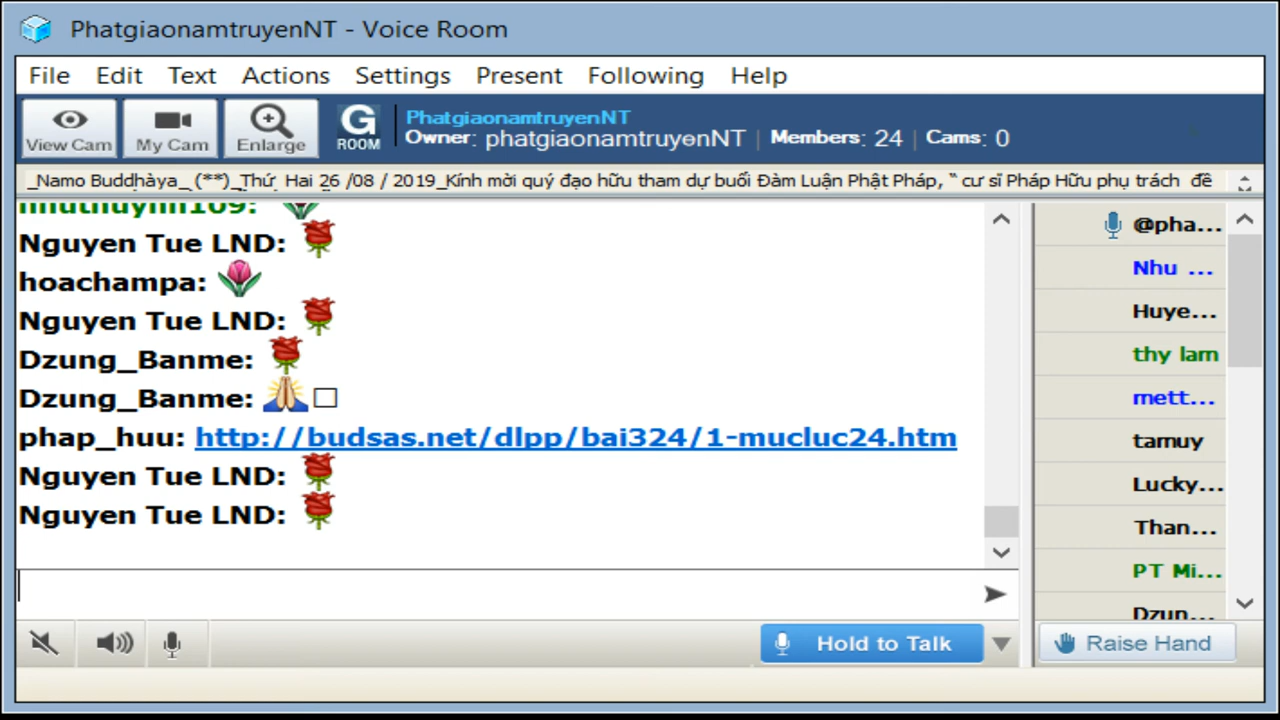 PhatgiaonamtruyenNT - Voice Room
File Edit Text Actions Settings Present Following Help
View Cam My Cam Enlarge G ROOM
PhatgiaonamtruyenNT
Owner: phatgiaonamtruyenNT | Members: 24 | Cams: 0
_Namo Buddhàya_ (**)_Thứ Hai 26 /08 / 2019_Kính mời quý đạo hữu tham dự buổi Đàm Luận Phật Pháp, " cư sĩ Pháp Hữu phụ trách đề
Nguyen Tue LND:
hoachampa:
Nguyen Tue LND:
Dzung_Banme:
Dzung_Banme:
phap_huu: http://budsas.net/dlpp/bai324/1-mucluc24.htm
Nguyen Tue LND:
Nguyen Tue LND:
@pha...
Nhu ...
Huye...
thy lam
mett...
tamuy
Lucky...
Than...
PT Mi...
Dzun...
Hold to Talk
Raise Hand